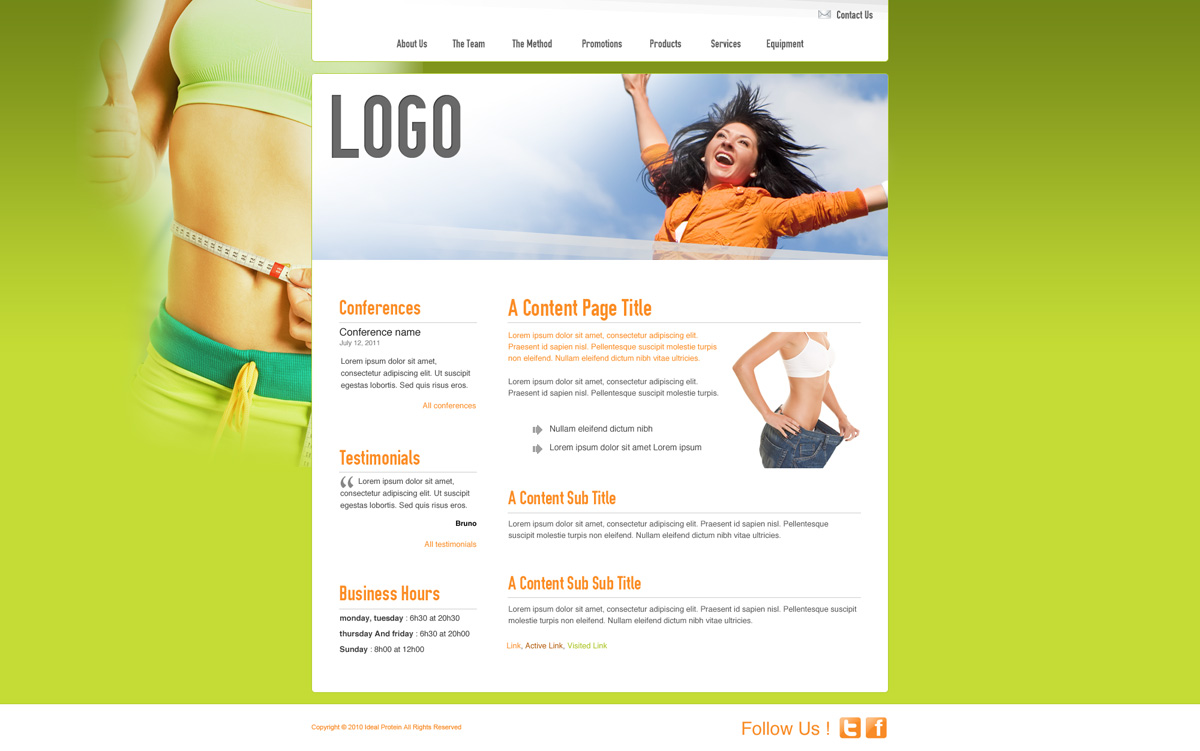 Contact Us
About Us The Team The Method Promotions Products Services Equipment
LOGO
Conferences
Conference name
July 12, 2011
Lorem ipsum dolor sit amet,
consectetur adipiscing elit. Ut suscipit
egestas lobortis. Sed quis risus eros.
All conferences
Testimonials
“ Lorem ipsum dolor sit amet,
consectetur adipiscing elit. Ut suscipit
egestas lobortis. Sed quis risus eros.
Bruno
All testimonials
Business Hours
monday, tuesday : 6h30 at 20h30
thursday And friday : 6h30 at 20h00
Sunday : 8h00 at 12h00
A Content Page Title
Lorem ipsum dolor sit amet, consectetur adipiscing elit.
Praesent id sapien nisl. Pellentesque suscipit molestie turpis
non eleifend. Nullam eleifend dictum nibh vitae ultricies.
Lorem ipsum dolor sit amet, consectetur adipiscing elit.
Praesent id sapien nisl. Pellentesque suscipit molestie turpis.
Nullam eleifend dictum nibh
Lorem ipsum dolor sit amet Lorem ipsum
A Content Sub Title
Lorem ipsum dolor sit amet, consectetur adipiscing elit. Praesent id sapien nisl. Pellentesque
suscipit molestie turpis non eleifend. Nullam eleifend dictum nibh vitae ultricies.
A Content Sub Sub Title
Lorem ipsum dolor sit amet, consectetur adipiscing elit. Praesent id sapien nisl. Pellentesque suscipit
molestie turpis non eleifend. Nullam eleifend dictum nibh vitae ultricies.
Link, Active Link, Visited Link
Copyright © 2010 Ideal Protein All Rights Reserved
Follow Us ! t f